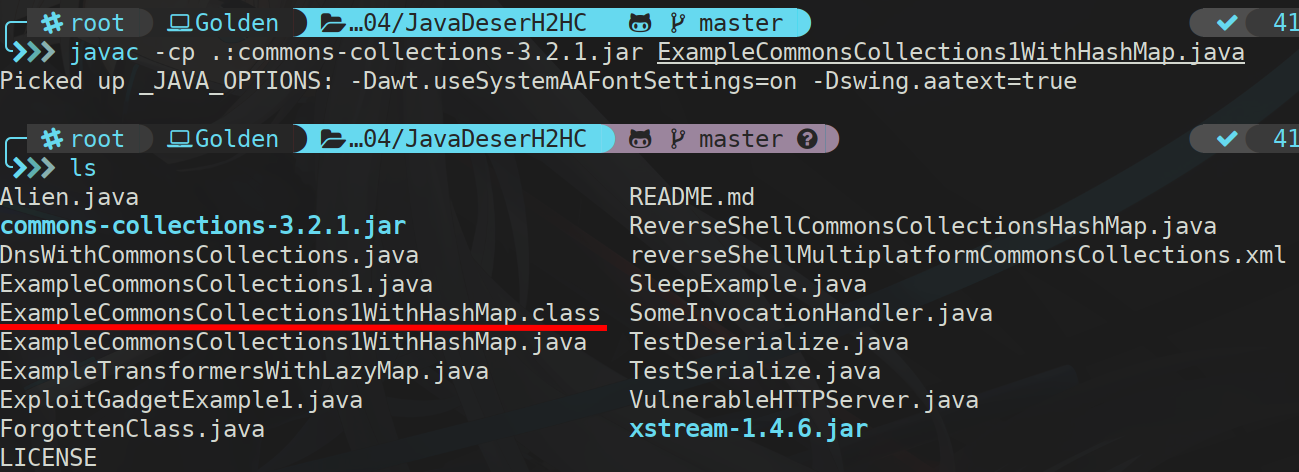 root Golden …04/JavaDeserH2HC master 41
javac -cp .:commons-collections-3.2.1.jar ExampleCommonsCollections1WithHashMap.java
Picked up _JAVA_OPTIONS: -Dawt.useSystemAAFontSettings=on -Dswing.aatext=true
root Golden …04/JavaDeserH2HC master ? 41
ls
Alien.java README.md
commons-collections-3.2.1.jar ReverseShellCommonsCollectionsHashMap.java
DnsWithCommonsCollections.java reverseShellMultiplatformCommonsCollections.xml
ExampleCommonsCollections1.java SleepExample.java
ExampleCommonsCollections1WithHashMap.class SomeInvocationHandler.java
ExampleCommonsCollections1WithHashMap.java TestDeserialize.java
ExampleTransformersWithLazyMap.java TestSerialize.java
ExploitGadgetExample1.java VulnerableHTTPServer.java
ForgottenClass.java xstream-1.4.6.jar
LICENSE